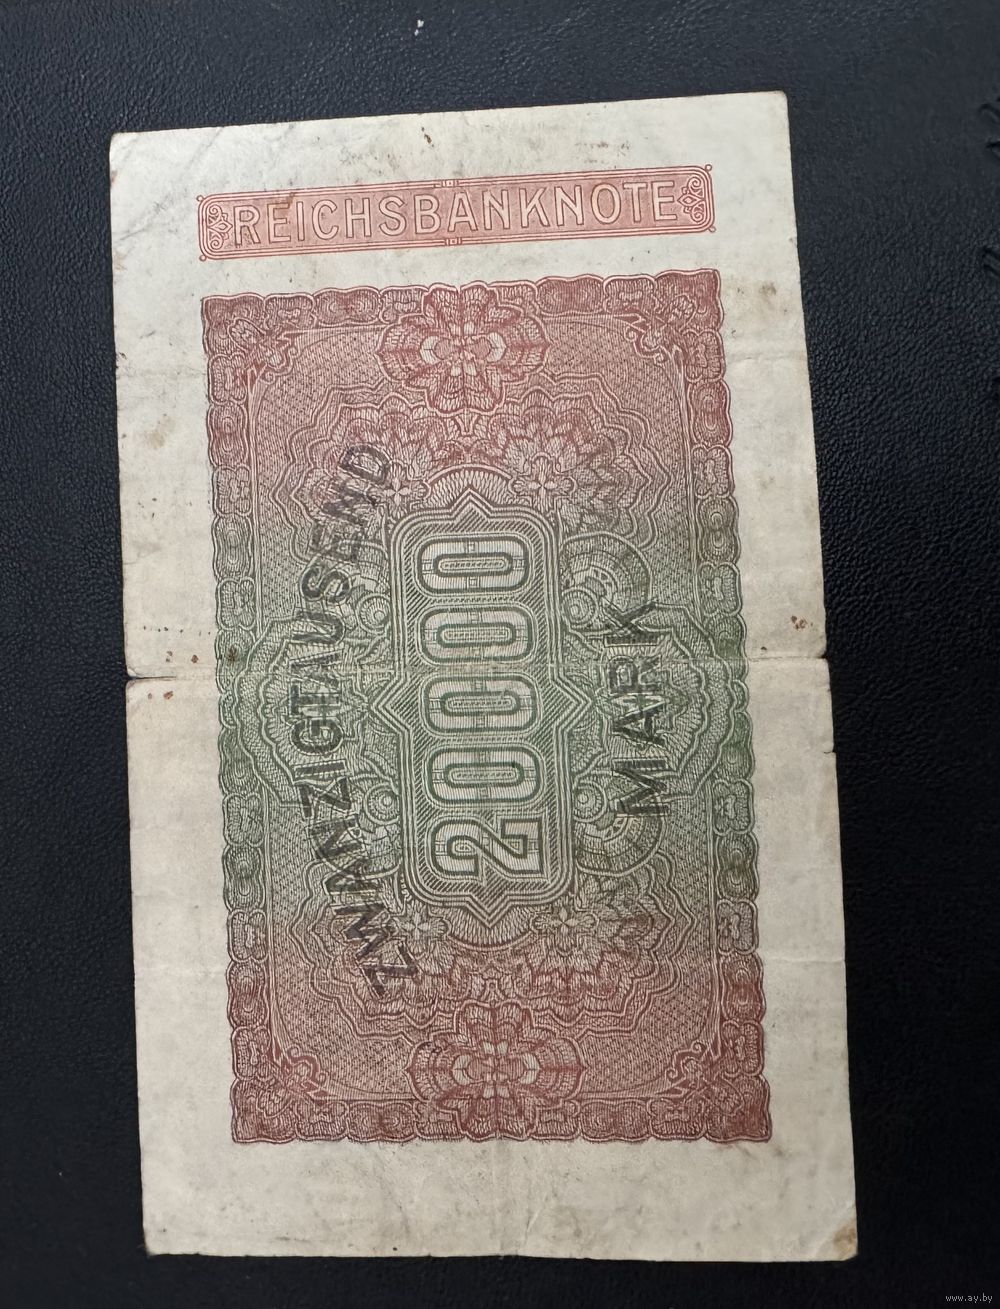 REICHSBANKNOTE
ZWANZIGTAUSEND
20000
MARK
www.ay.by